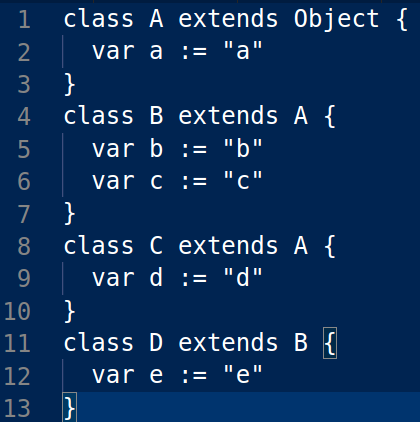 1 class A extends Object {
2 var a := "a"
3 }
4 class B extends A {
5 var b := "b"
6 var c := "c"
7 }
8 class C extends A {
9 var d := "d"
10 }
11 class D extends B {
12 var e := "e"
13 }